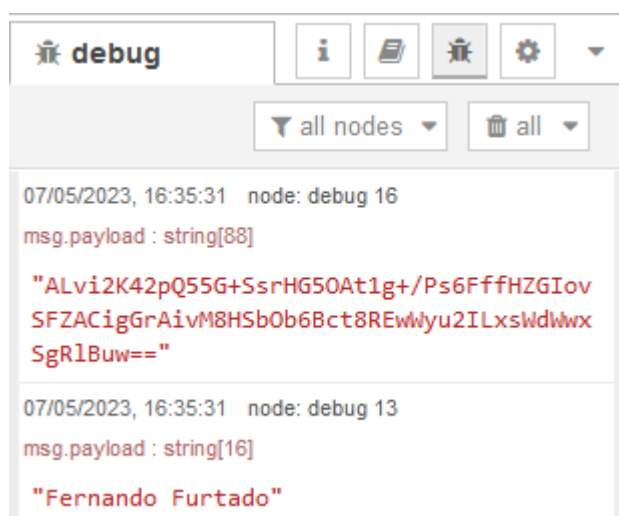 debug
i
all nodes
all
07/05/2023, 16:35:31 node: debug 16
msg.payload : string[88]
"ALvi2K42pQ55G+SsrHG5OAt1g+/Ps6FffHZGIov
SFZACigGrAivM8HSbOb6Bct8REwWyu2ILxsWdWwx
SgRlBuw=="
07/05/2023, 16:35:31 node: debug 13
msg.payload : string[16]
"Fernando Furtado"